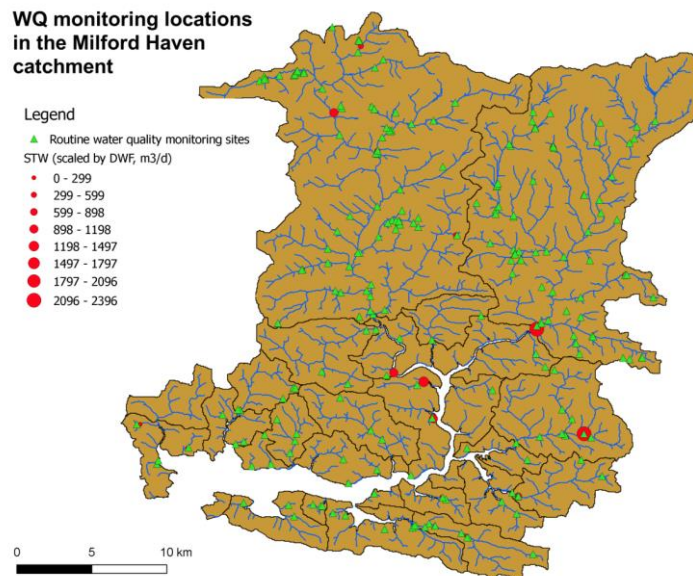 WQ monitoring locations
in the Milford Haven
catchment
Legend
Routine water quality monitoring sites
STW (scaled by DWF, m3/d)
0 - 299
299 - 599
599 - 898
898 - 1198
1198 - 1497
1497 - 1797
1797 - 2096
2096 - 2396
0 5 10 km